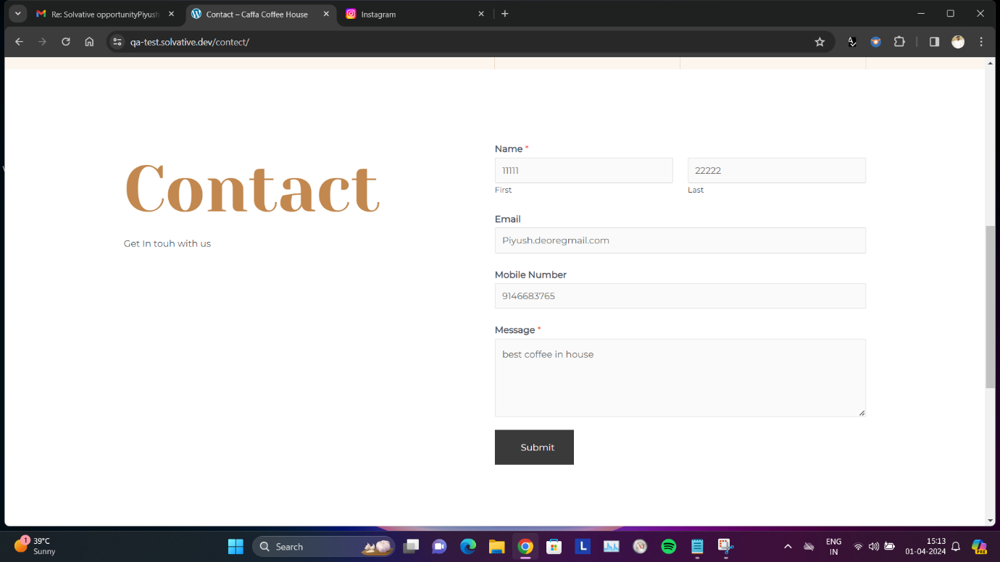 Re: Solvative opportunityPiyush
Contact – Caffa Coffee House
Instagram
qa-test.solvative.dev/contect/
Contact
Get In touh with us
Name *
11111
22222
First
Last
Email
Piyush.deoregmail.com
Mobile Number
9146683765
Message *
best coffee in house
Submit
1
39°C
Sunny
Search
L
PRE
ENG
IN
15:13
01-04-2024